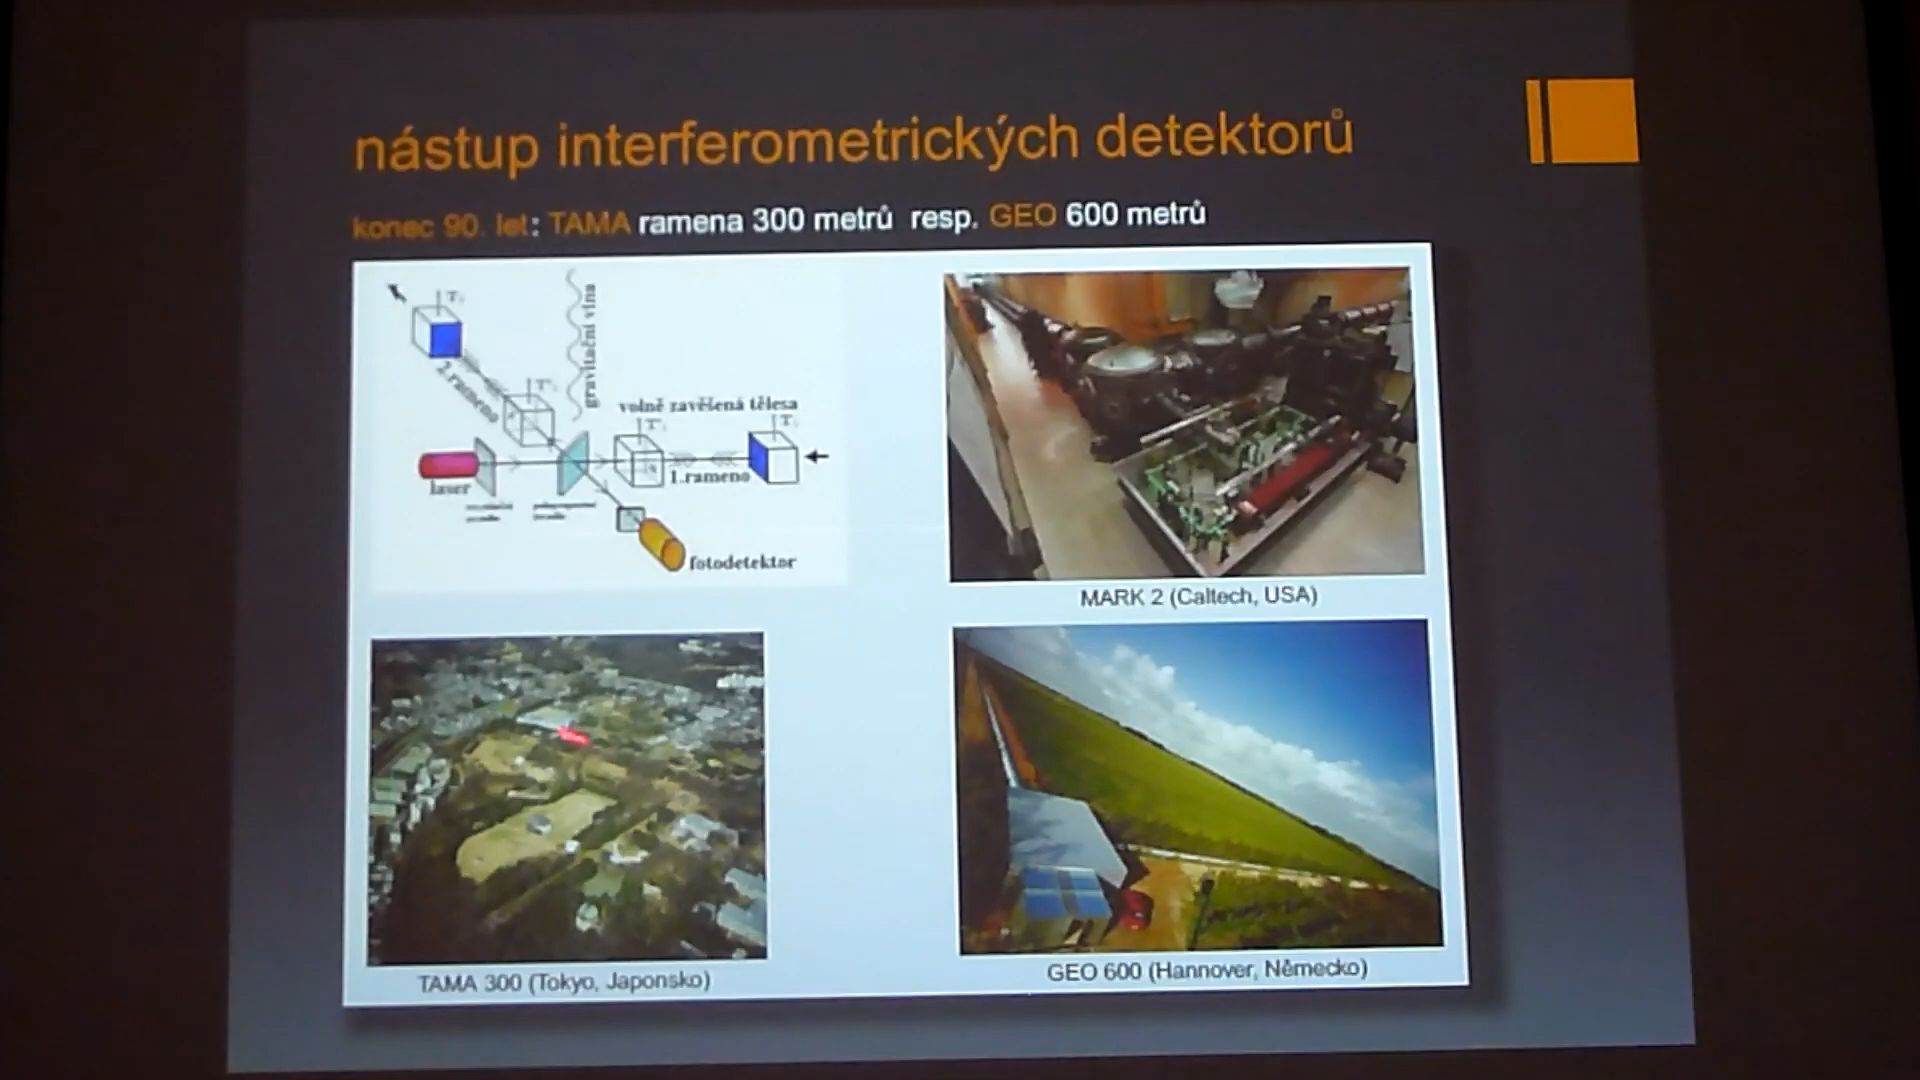 nástup interferometrických detektorů
konec 90. let: TAMA ramena 300 metrů resp. GEO 600 metrů
gravitační vlna
2.rameno
volně zavěšená tělesa
laser
1.rameno
fotodetektor
MARK 2 (Caltech, USA)
TAMA 300 (Tokyo, Japonsko)
GEO 600 (Hannover, Německo)